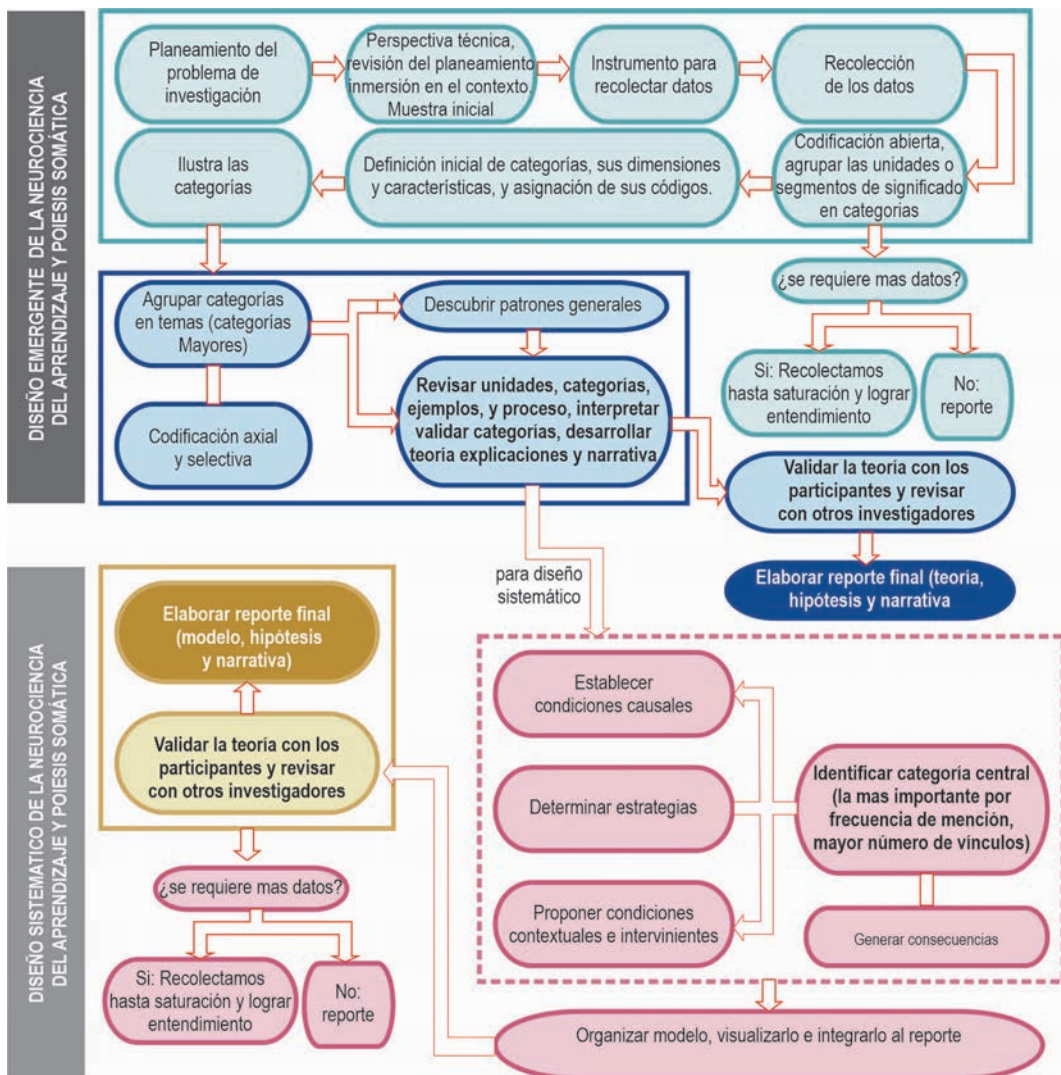 DISEÑO EMERGENTE DE LA NEUROCIENCIA
DEL APRENDIZAJE Y POIESIS SOMÁTICA
Planeamiento del
problema de
investigación
Perspectiva técnica,
revisión del planeamiento
inmersión en el contexto.
Muestra inicial
Instrumento para
recolectar datos
Recolección
de los datos
Codificación abierta,
agrupar las unidades o
segmentos de significado
en categorías
Definición inicial de categorías, sus dimensiones
y características, y asignación de sus códigos.
Ilustra las
categorías
¿se requiere mas datos?
Si: Recolectamos
hasta saturación y lograr
entendimiento
No:
reporte
Agrupar categorías
en temas (categorías
Mayores)
Codificación axial
y selectiva
Descubrir patrones generales
Revisar unidades, categorías,
ejemplos, y proceso, interpretar
validar categorías, desarrollar
teoría explicaciones y narrativa
Validar la teoría con los
participantes y revisar
con otros investigadores
Elaborar reporte final (teoría,
hipótesis y narrativa
para diseño
sistemático
DISEÑO SISTEMATICO DE LA NEUROCIENCIA
DEL APRENDIZAJE Y POIESIS SOMÁTICA
Elaborar reporte final
(modelo, hipótesis
y narrativa)
Validar la teoría con los
participantes y revisar
con otros investigadores
¿se requiere mas datos?
Si: Recolectamos
hasta saturación y lograr
entendimiento
No:
reporte
Establecer
condiciones causales
Determinar estrategias
Proponer condiciones
contextuales e intervinientes
Identificar categoría central
(la mas importante por
frecuencia de mención,
mayor número de vínculos)
Generar consecuencias
Organizar modelo, visualizarlo e integrarlo al reporte